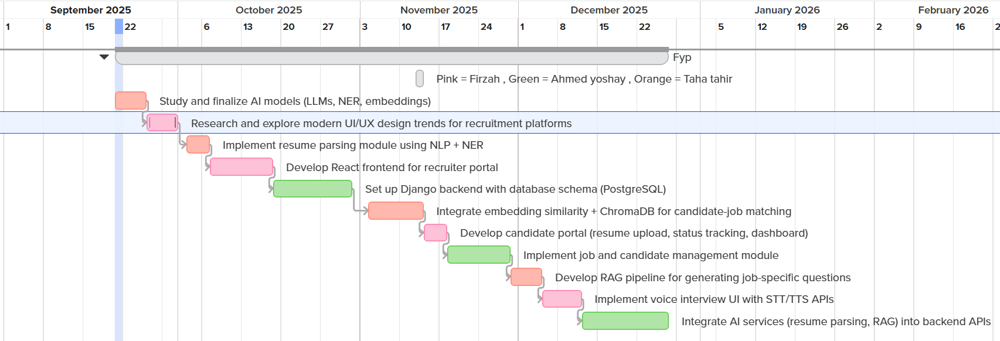 September 2025 October 2025 November 2025 December 2025 January 2026 February 2026
1 8 15 22 6 13 20 27 3 10 17 24 1 8 15 22 5 12 19 26 2 9 16 2
Fyp
Pink = Firzah , Green = Ahmed yoshay , Orange = Taha tahir
Study and finalize AI models (LLMs, NER, embeddings)
Research and explore modern UI/UX design trends for recruitment platforms
Implement resume parsing module using NLP + NER
Develop React frontend for recruiter portal
Set up Django backend with database schema (PostgreSQL)
Integrate embedding similarity + ChromaDB for candidate-job matching
Develop candidate portal (resume upload, status tracking, dashboard)
Implement job and candidate management module
Develop RAG pipeline for generating job-specific questions
Implement voice interview UI with STT/TTS APIs
Integrate AI services (resume parsing, RAG) into backend APIs